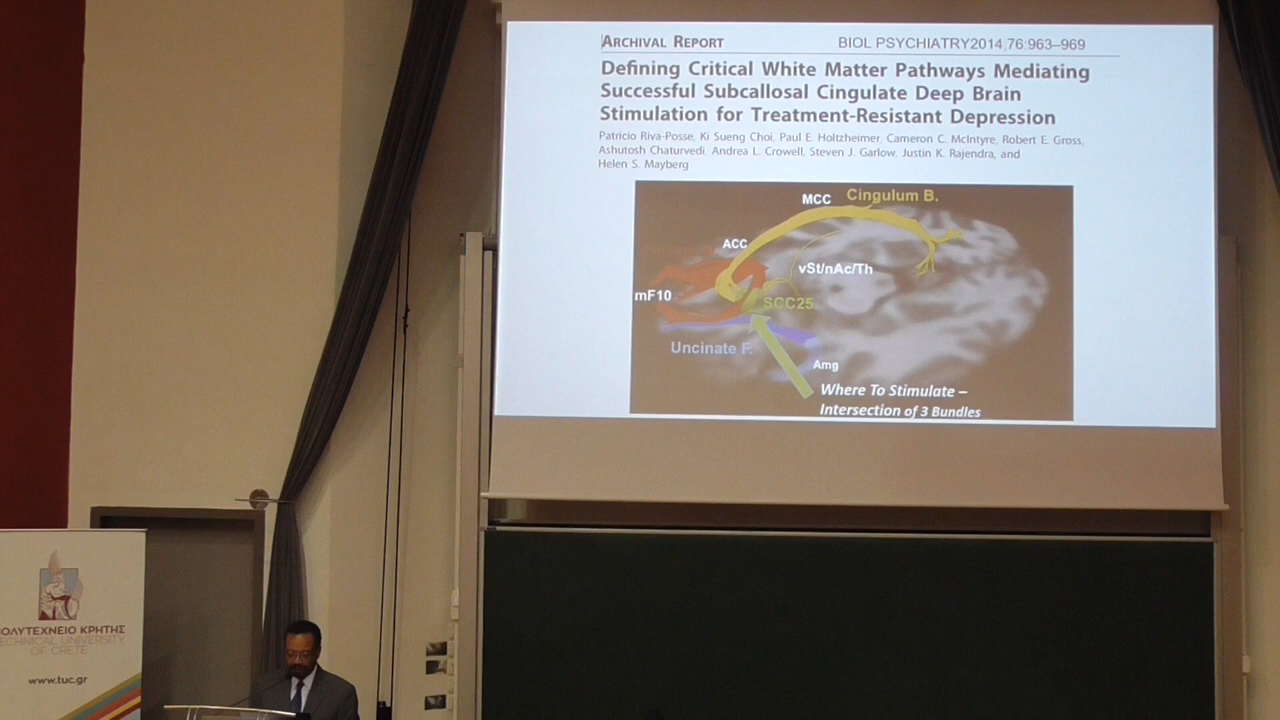 ARCHIVAL REPORT
BIOL PSYCHIATRY2014;76:963–969
Defining Critical White Matter Pathways Mediating
Successful Subcallosal Cingulate Deep Brain
Stimulation for Treatment-Resistant Depression
Patricio Riva-Posse, Ki Sueng Choi, Paul E. Holtzheimer, Cameron C. McIntyre, Robert E. Gross,
Ashutosh Chaturvedi, Andrea L. Crowell, Steven J. Garlow, Justin K. Rajendra, and
Helen S. Mayberg
MCC
Cingulum B.
ACC
vSt/nAc/Th
mF10
SCC25
Uncinate F.
Amg
Where To Stimulate –
Intersection of 3 Bundles
ΟΛΥΤΕΧΝΕΙΟ ΚΡΗΤΗΣ
ECHNICAL UNIVERSITY
OF CRETE
www.tuc.gr